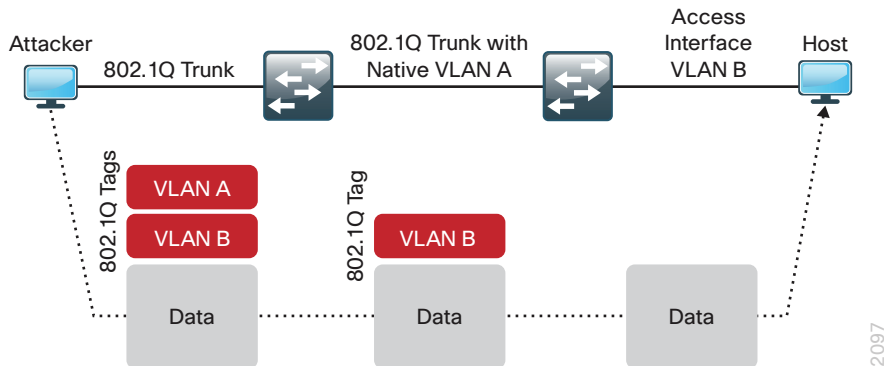 Attacker
802.1Q Trunk
802.1Q Trunk with
Native VLAN A
Access
Interface
VLAN B
Host
802.1Q Tags
VLAN A
VLAN B
Data
802.1Q Tag
VLAN B
Data
Data
2097